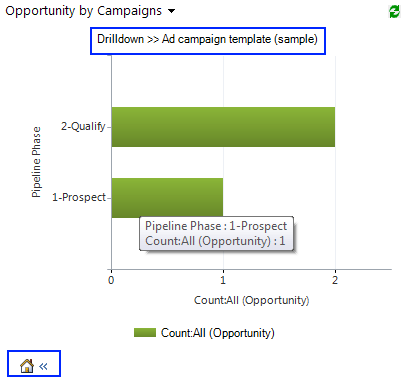 Opportunity by Campaigns
Drilldown >> Ad campaign template (sample)
Pipeline Phase
2-Qualify
1-Prospect
Pipeline Phase : 1-Prospect
Count:All (Opportunity) : 1
0 1 2
Count:All (Opportunity)
Count:All (Opportunity)
«